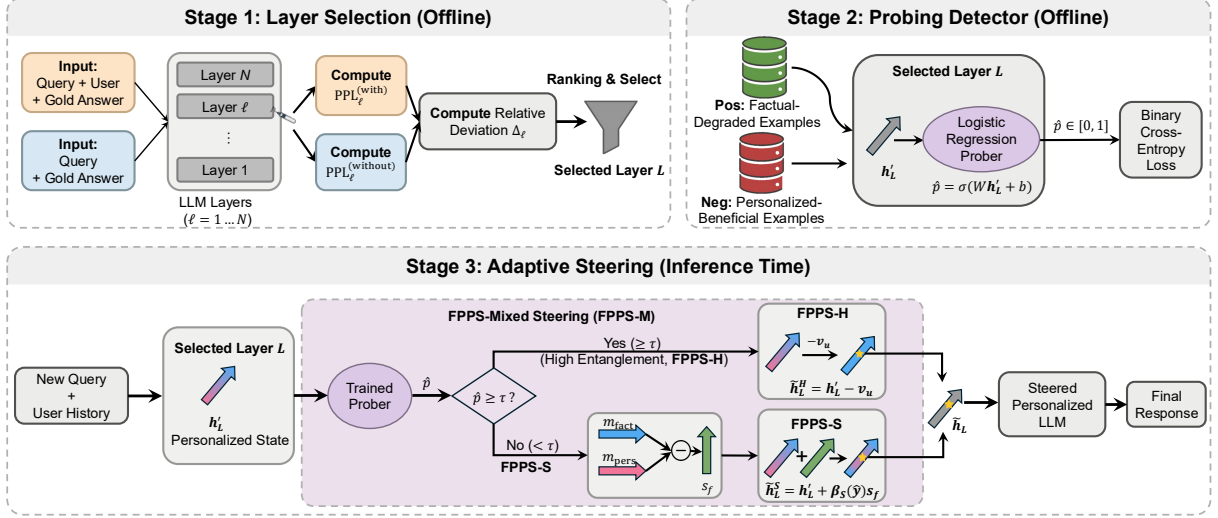 Stage 1: Layer Selection (Offline)
Input:
Query + User
+ Gold Answer
Input:
Query
+ Gold Answer
Layer N
Layer ℓ
⋮
Layer 1
LLM Layers
(ℓ = 1 … N)
Compute
PPL_ℓ^(with)
Compute
PPL_ℓ^(without)
Compute Relative
Deviation Δ_ℓ
Ranking & Select
Selected Layer L
Stage 2: Probing Detector (Offline)
Pos: Factual-
Degraded Examples
Neg: Personalized-
Beneficial Examples
Selected Layer L
h′_L
Logistic
Regression
Prober
p̂ = σ(Wh′_L + b)
p̂ ∈ [0, 1]
Binary
Cross-
Entropy
Loss
Stage 3: Adaptive Steering (Inference Time)
New Query
+
User History
Selected Layer L
h′_L
Personalized State
FPPS-Mixed Steering (FPPS-M)
Trained
Prober
p̂
p̂ ≥ τ ?
Yes (≥ τ)
(High Entanglement, FPPS-H)
No (< τ)
FPPS-S
m_fact
m_pers
−
s_f
FPPS-H
−v_u
h̃_L^H = h′_L − v_u
FPPS-S
+
h̃_L^S = h′_L + β_S(ŷ)s_f
h̃_L
Steered
Personalized
LLM
Final
Response